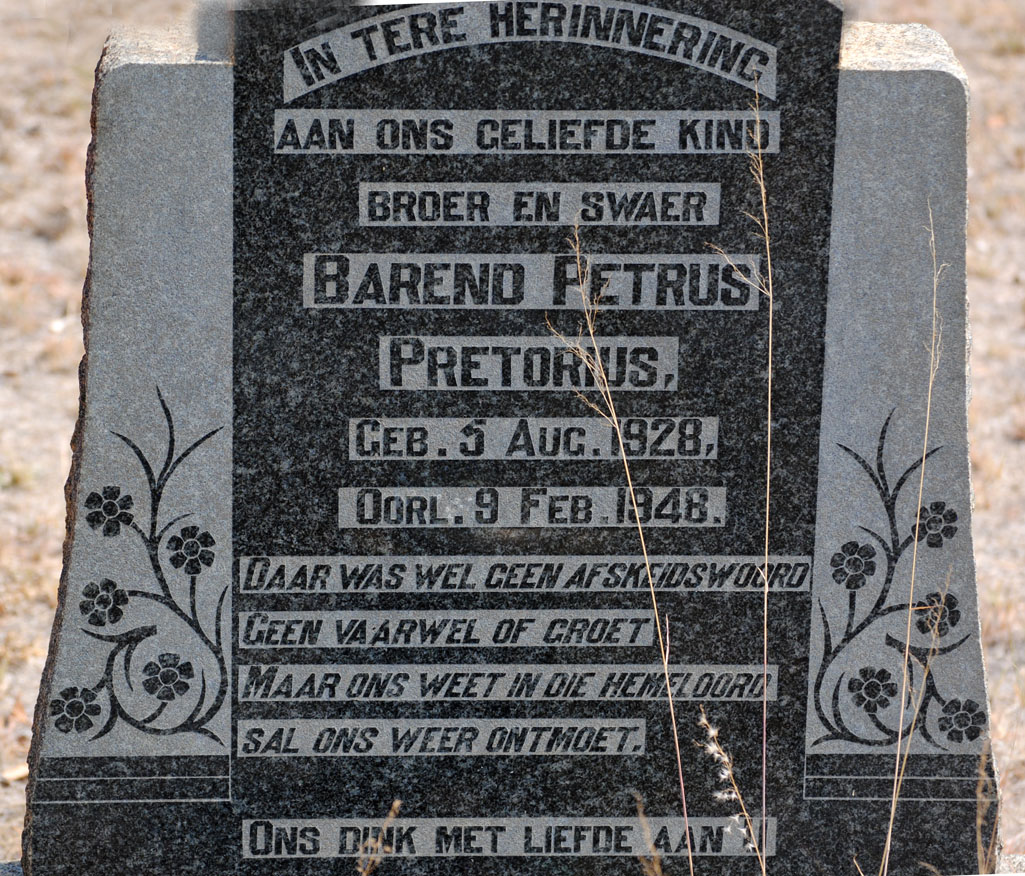 IN TERE HERINNERING
AAN ONS GELIEFDE KIND
BROER EN SWAER
BAREND PETRUS
PRETORIUS,
GEB. 5 AUG. 1928,
OORL. 9 FEB. 1948.
DAAR WAS WEL GEEN AFSKEIDSWOORD
GEEN VAARWEL OF GROET
MAAR ONS WEET IN DIE HEMELOORD
SAL ONS WEER ONTMOET.
ONS DINK MET LIEFDE AAN